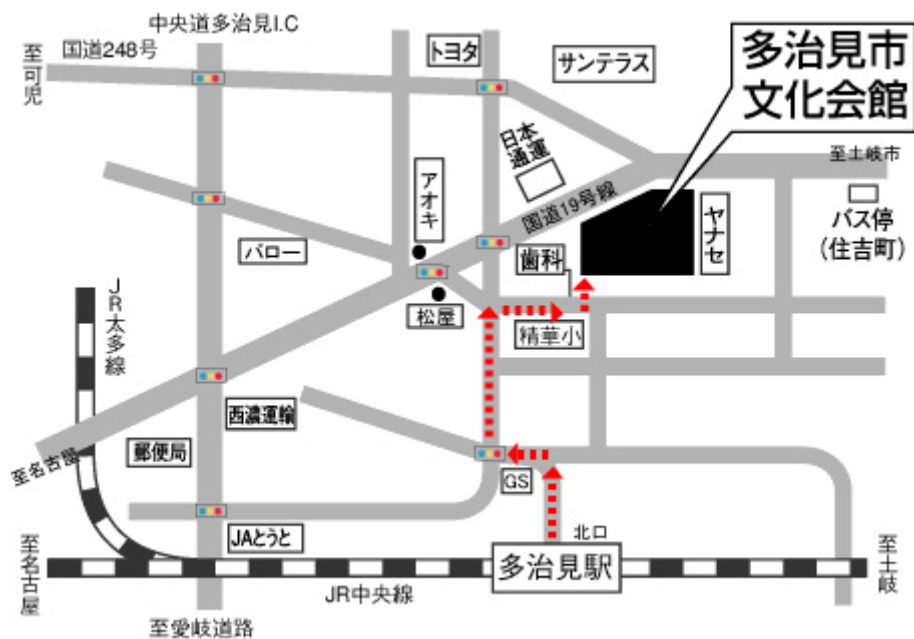 中央道多治見I.C
国道248号
至可児
トヨタ
サンテラス
多治見市
文化会館
日本
通運
至土岐市
アオキ
国道19号線
ヤナセ
バス停
(住吉町)
バロー
歯科
JR太多線
松屋
精華小
西濃運輸
郵便局
至名古屋
GS
JAとうと
北口
至名古屋
多治見駅
至土岐
JR中央線
至愛岐道路